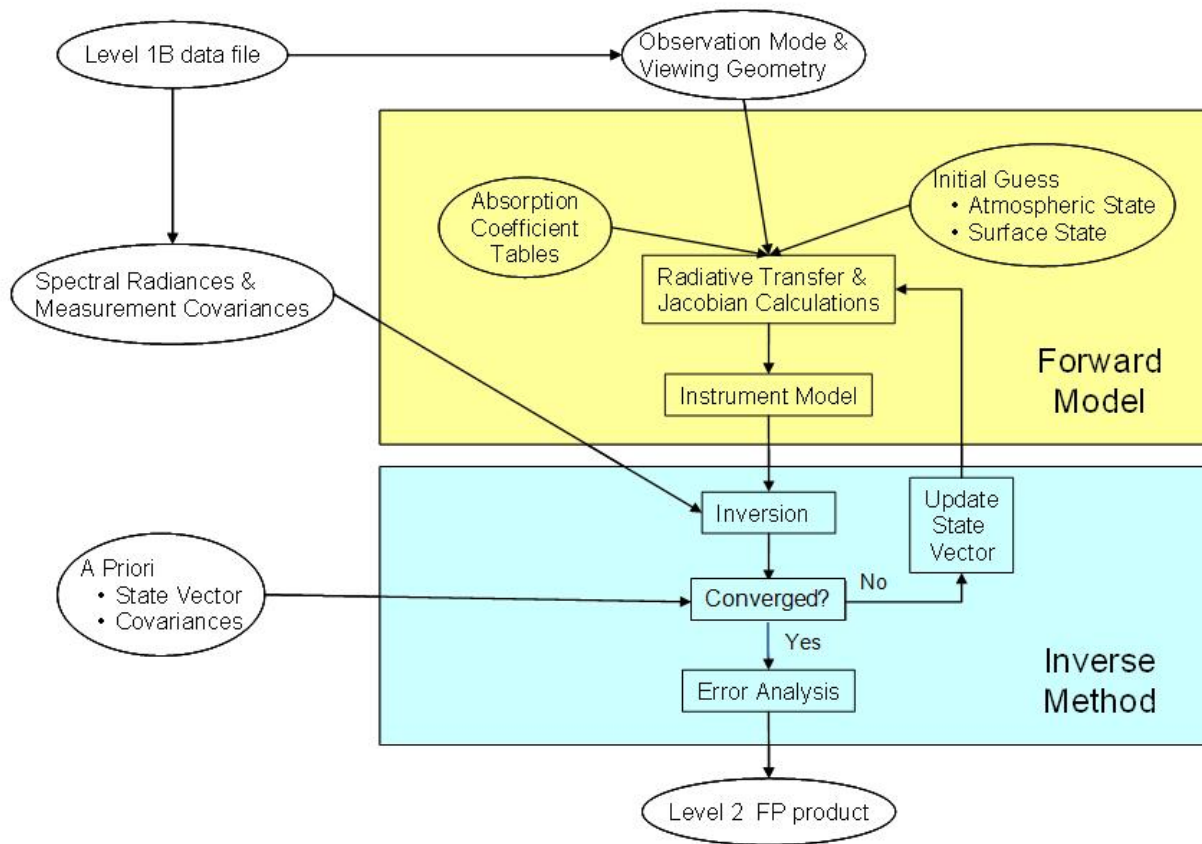 Level 1B data file
Observation Mode &
Viewing Geometry
Absorption
Coefficient
Tables
Initial Guess
• Atmospheric State
• Surface State
Spectral Radiances &
Measurement Covariances
Radiative Transfer &
Jacobian Calculations
Instrument Model
Forward
Model
Inversion
Update
State
Vector
A Priori
• State Vector
• Covariances
Converged?
No
Yes
Error Analysis
Inverse
Method
Level 2 FP product